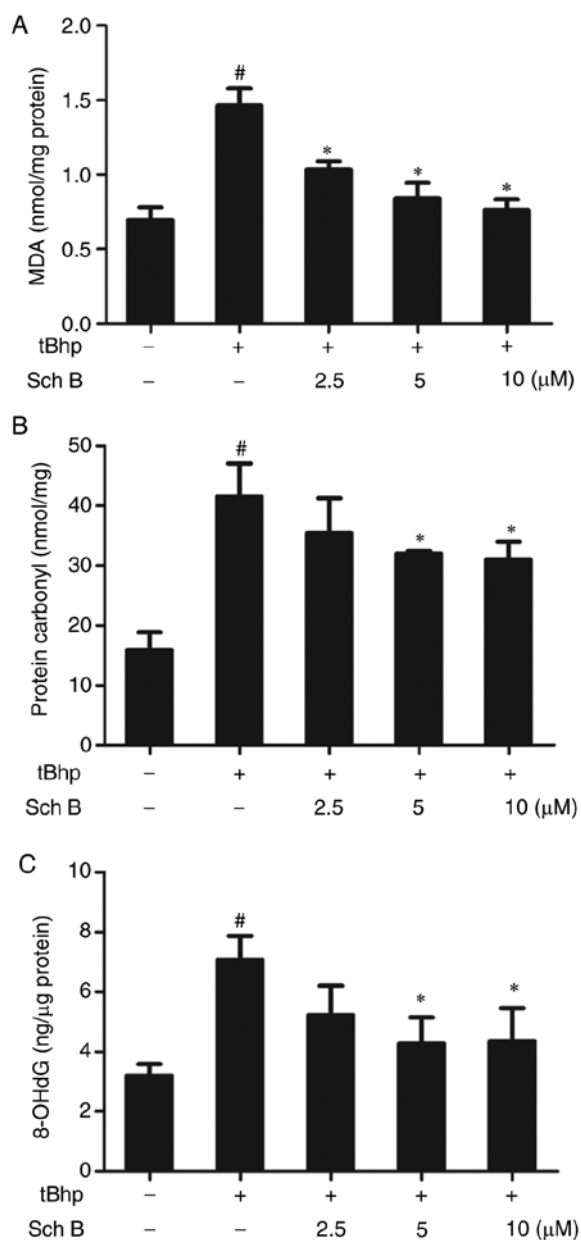 A
MDA (nmol/mg protein)
2.0
1.5
1.0
0.5
0.0
#
*
*
*
tBhp – + + + +
Sch B – – 2.5 5 10 (μM)
B
Protein carbonyl (nmol/mg)
50
40
30
20
10
0
#
*
*
tBhp – + + + +
Sch B – – 2.5 5 10 (μM)
C
8-OHdG (ng/μg protein)
10
8
6
4
2
0
#
*
*
tBhp – + + + +
Sch B – – 2.5 5 10 (μM)